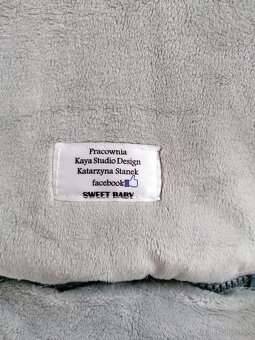 Pracownia
Kaya Studio Design
Katarzyna Stanek
facebook
SWEET BABY